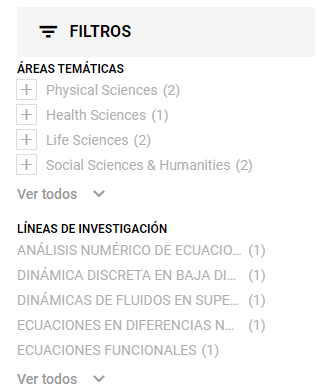 FILTROS
ÁREAS TEMÁTICAS
Physical Sciences (2)
Health Sciences (1)
Life Sciences (2)
Social Sciences & Humanities (2)
Ver todos
LÍNEAS DE INVESTIGACIÓN
ANÁLISIS NUMÉRICO DE ECUACIO... (1)
DINÁMICA DISCRETA EN BAJA DI... (1)
DINÁMICAS DE FLUIDOS EN SUPE... (1)
ECUACIONES EN DIFERENCIAS N... (1)
ECUACIONES FUNCIONALES (1)
Ver todos